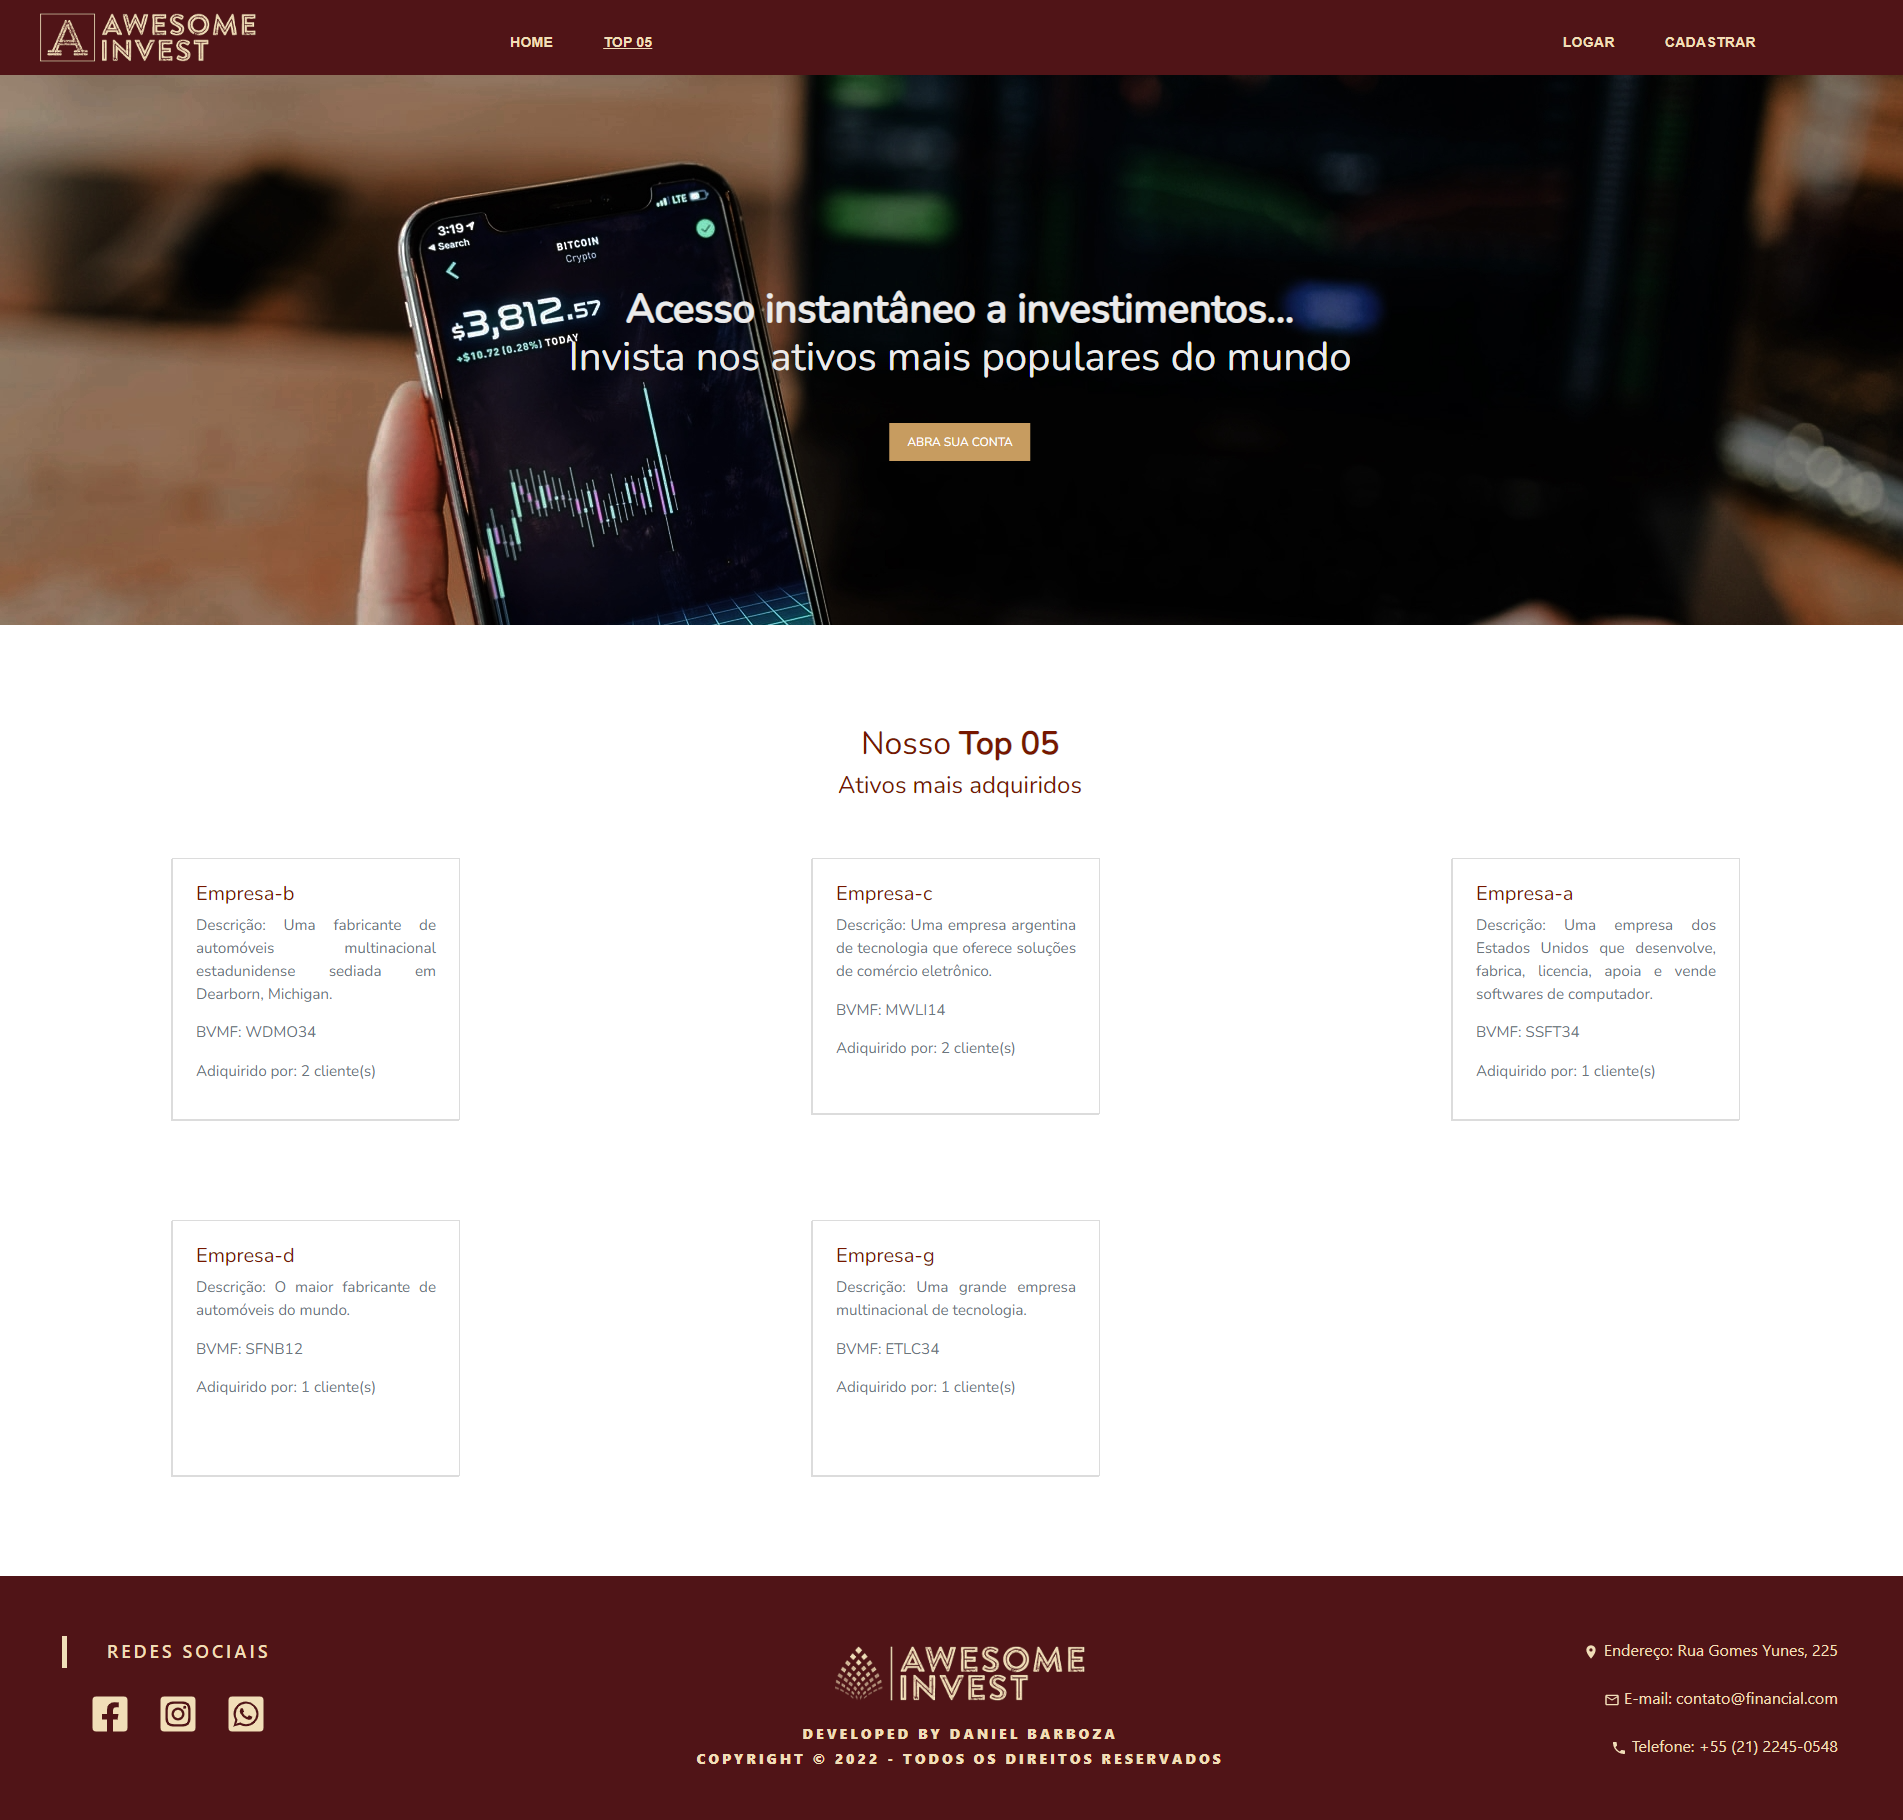 A AWESOME
INVEST
HOME
TOP 05
LOGAR
CADASTRAR
3:19
LTE
Search
BITCOIN
Crypto
$3,812.57
+$10.72 (0.28%) TODAY
Acesso instantâneo a investimentos...
Invista nos ativos mais populares do mundo
ABRA SUA CONTA
Nosso Top 05
Ativos mais adquiridos
Empresa-b
Descrição: Uma fabricante de
automóveis multinacional
estadunidense sediada em
Dearborn, Michigan.
BVMF: WDMO34
Adiquirido por: 2 cliente(s)
Empresa-c
Descrição: Uma empresa argentina
de tecnologia que oferece soluções
de comércio eletrônico.
BVMF: MWLI14
Adiquirido por: 2 cliente(s)
Empresa-a
Descrição: Uma empresa dos
Estados Unidos que desenvolve,
fabrica, licencia, apoia e vende
softwares de computador.
BVMF: SSFT34
Adiquirido por: 1 cliente(s)
Empresa-d
Descrição: O maior fabricante de
automóveis do mundo.
BVMF: SFNB12
Adiquirido por: 1 cliente(s)
Empresa-g
Descrição: Uma grande empresa
multinacional de tecnologia.
BVMF: ETLC34
Adiquirido por: 1 cliente(s)
REDES SOCIAIS
AWESOME
INVEST
DEVELOPED BY DANIEL BARBOZA
COPYRIGHT © 2022 - TODOS OS DIREITOS RESERVADOS
Endereço: Rua Gomes Yunes, 225
E-mail: contato@financial.com
Telefone: +55 (21) 2245-0548